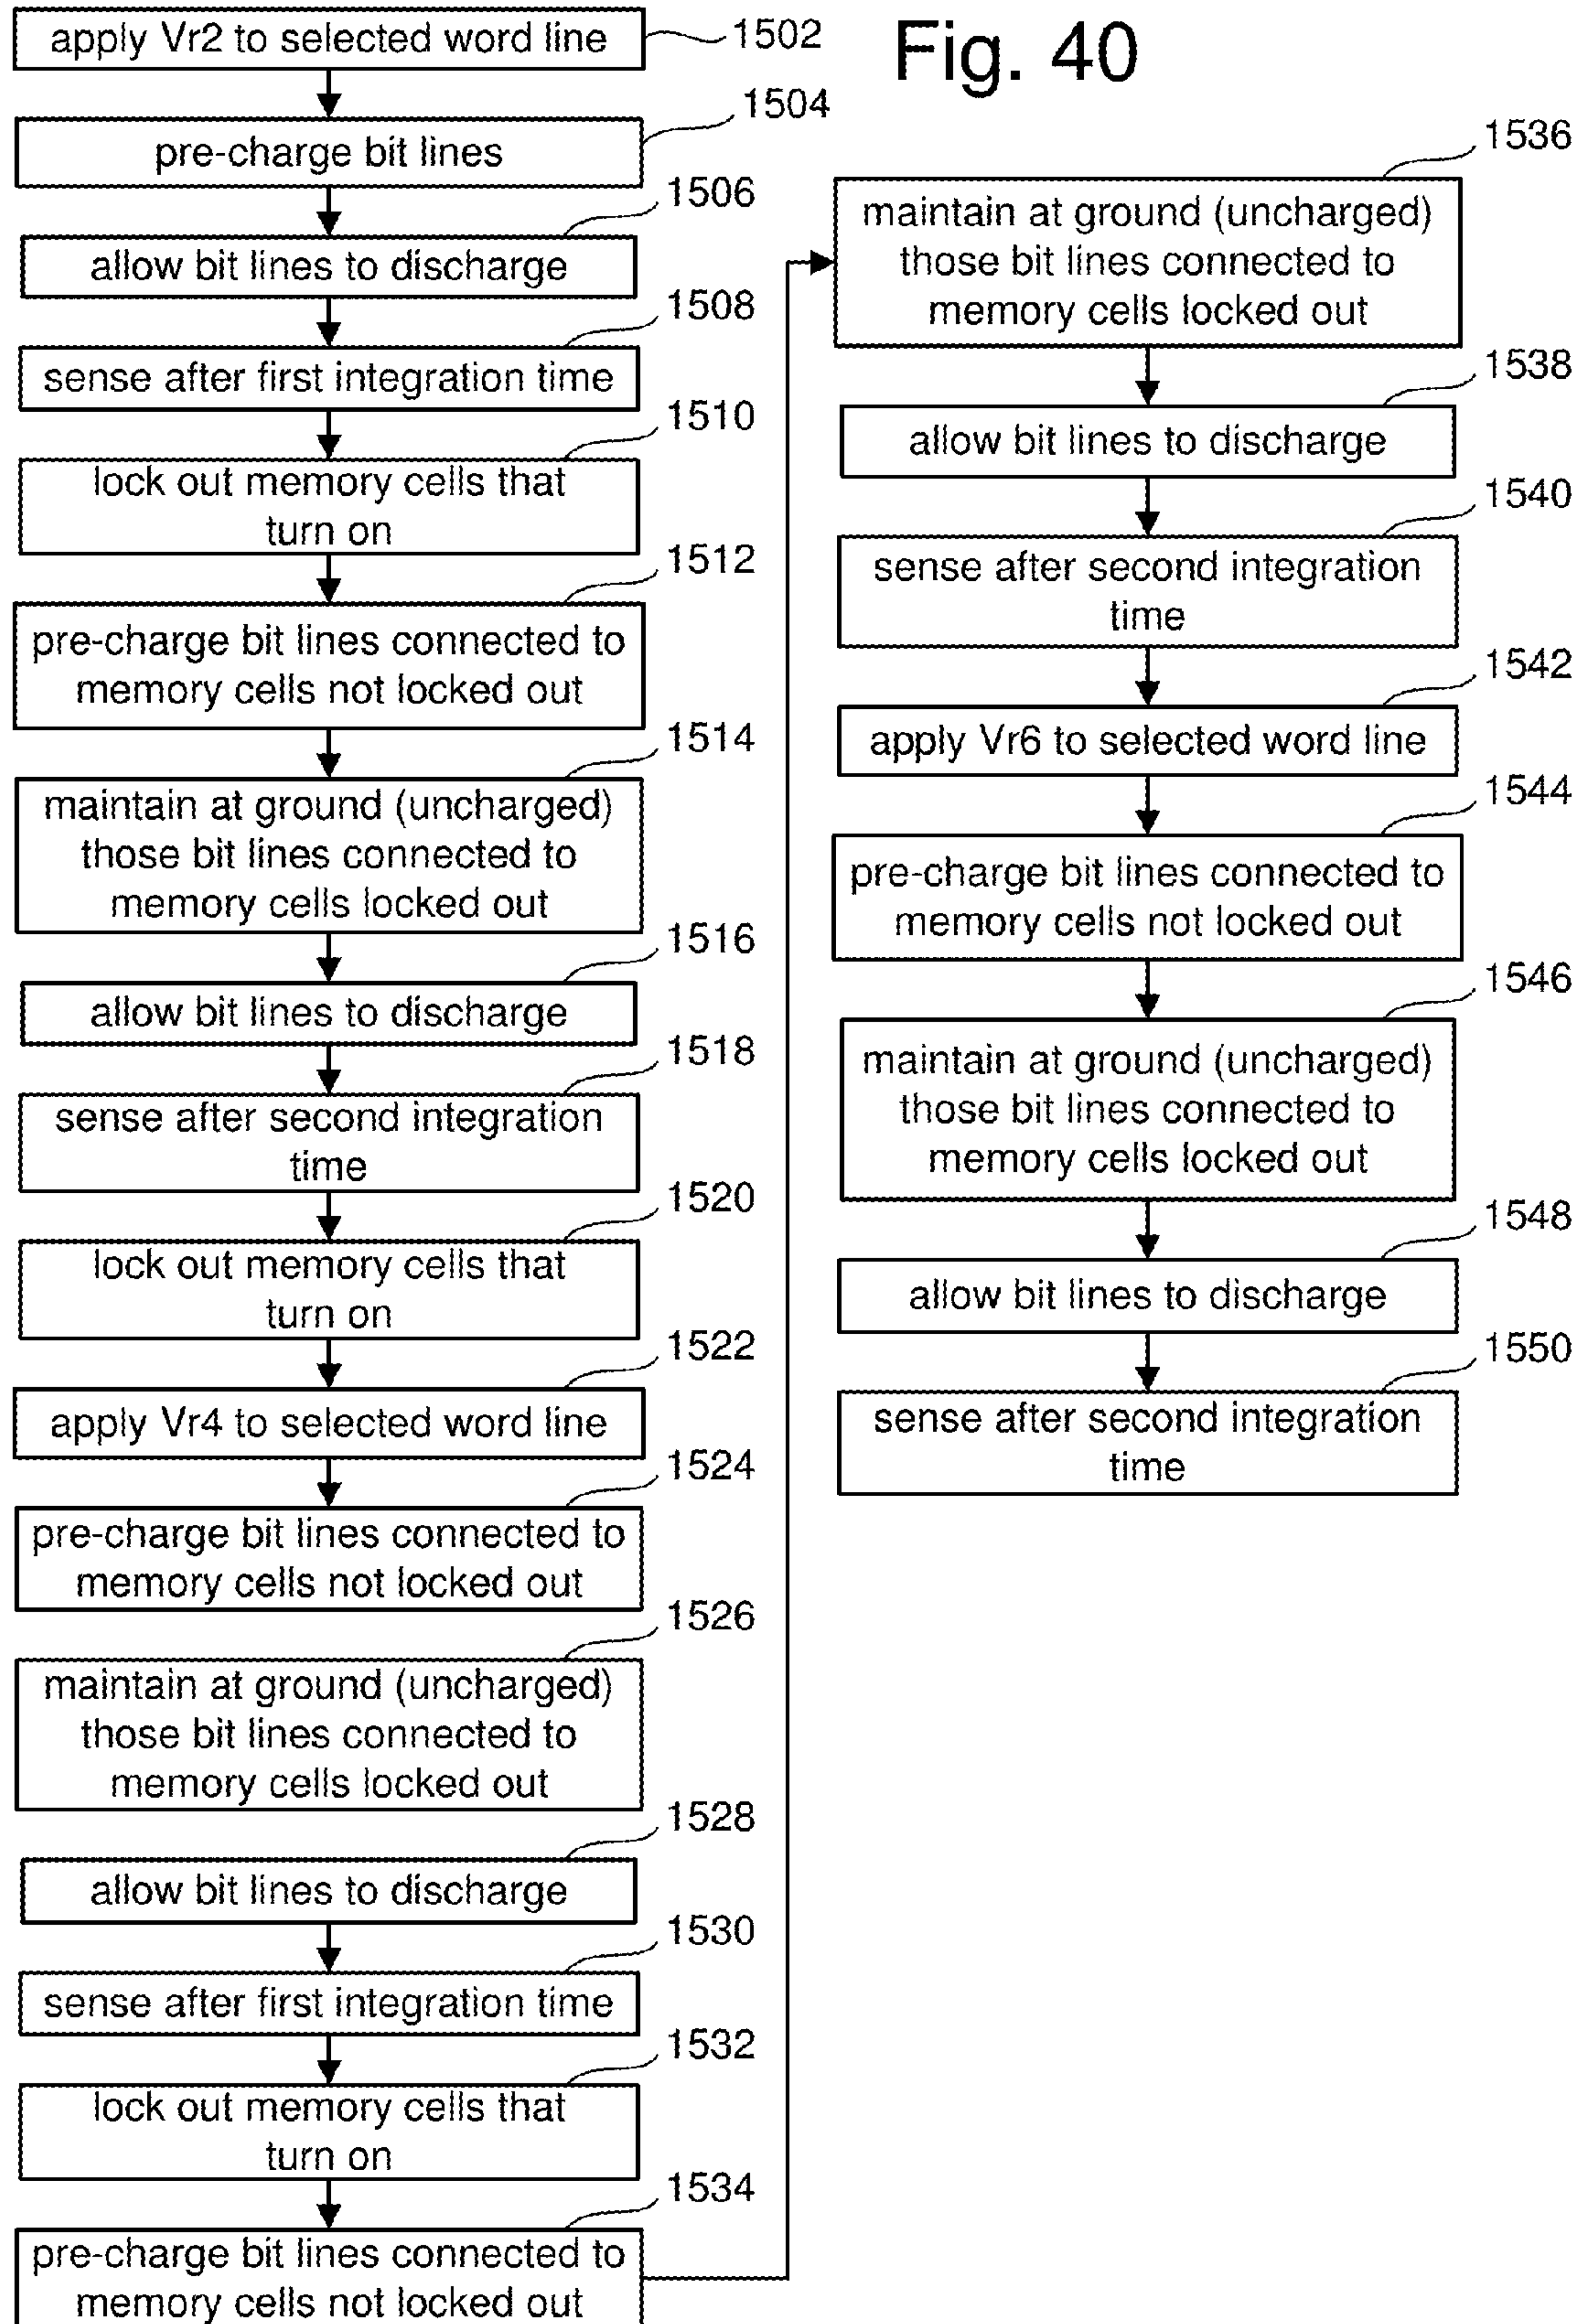 Fig. 40
apply Vr2 to selected word line
1502
pre-charge bit lines
1504
allow bit lines to discharge
1506
sense after first integration time
1508
lock out memory cells that
turn on
1510
pre-charge bit lines connected to
memory cells not locked out
1512
maintain at ground (uncharged)
those bit lines connected to
memory cells locked out
1514
allow bit lines to discharge
1516
sense after second integration
time
1518
lock out memory cells that
turn on
1520
apply Vr4 to selected word line
1522
pre-charge bit lines connected to
memory cells not locked out
1524
maintain at ground (uncharged)
those bit lines connected to
memory cells locked out
1526
allow bit lines to discharge
1528
sense after first integration time
1530
lock out memory cells that
turn on
1532
pre-charge bit lines connected to
memory cells not locked out
1534
maintain at ground (uncharged)
those bit lines connected to
memory cells locked out
1536
allow bit lines to discharge
1538
sense after second integration
time
1540
apply Vr6 to selected word line
1542
pre-charge bit lines connected to
memory cells not locked out
1544
maintain at ground (uncharged)
those bit lines connected to
memory cells locked out
1546
allow bit lines to discharge
1548
sense after second integration
time
1550